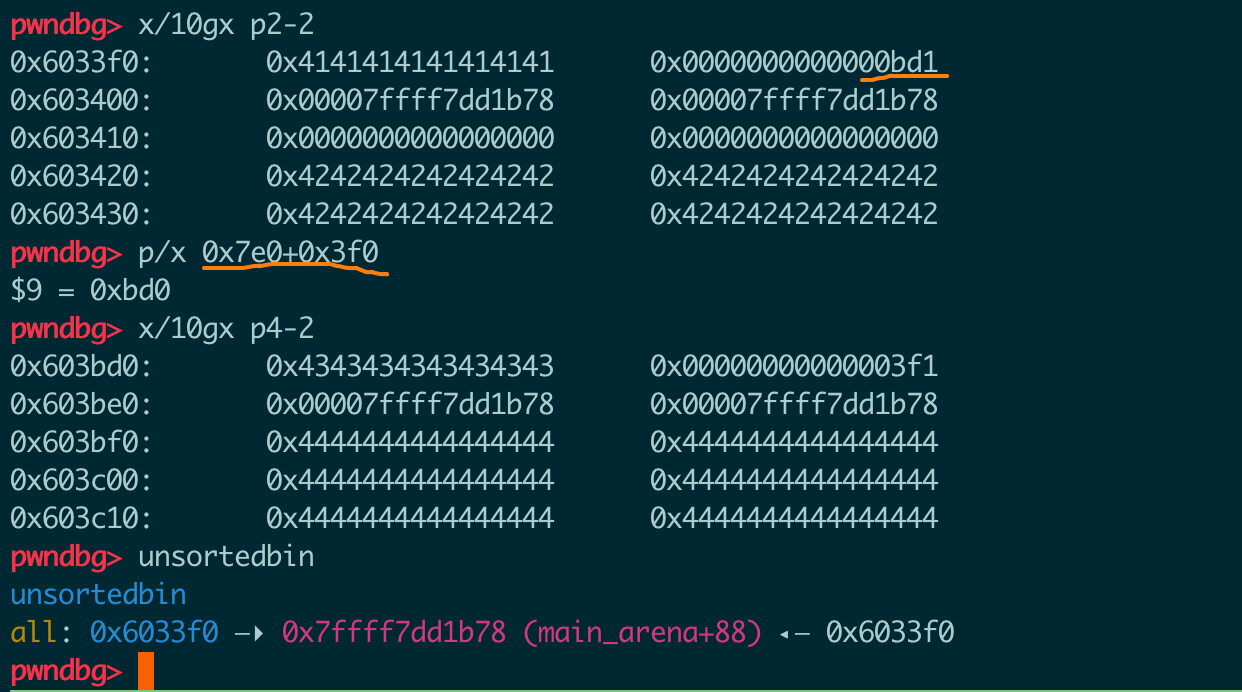 pwndbg> x/10gx p2-2
0x6033f0: 0x4141414141414141 0x0000000000000bd1
0x603400: 0x00007ffff7dd1b78 0x00007ffff7dd1b78
0x603410: 0x0000000000000000 0x0000000000000000
0x603420: 0x4242424242424242 0x4242424242424242
0x603430: 0x4242424242424242 0x4242424242424242
pwndbg> p/x 0x7e0+0x3f0
$9 = 0xbd0
pwndbg> x/10gx p4-2
0x603bd0: 0x4343434343434343 0x00000000000003f1
0x603be0: 0x00007ffff7dd1b78 0x00007ffff7dd1b78
0x603bf0: 0x4444444444444444 0x4444444444444444
0x603c00: 0x4444444444444444 0x4444444444444444
0x603c10: 0x4444444444444444 0x4444444444444444
pwndbg> unsortedbin
unsortedbin
all: 0x6033f0 —▸ 0x7ffff7dd1b78 (main_arena+88) ◂— 0x6033f0
pwndbg>